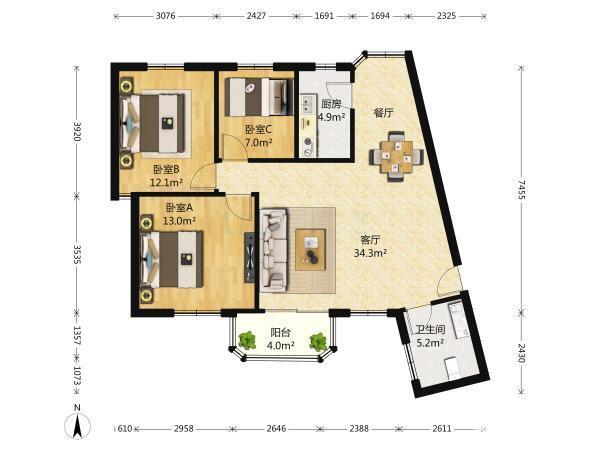 3076 2427 1691 1694 2325
3920
3535
1357
1073
7455
2430
卧室B
12.1m²
卧室C
7.0m²
厨房
4.9m²
餐厅
卧室A
13.0m²
客厅
34.3m²
阳台
4.0m²
卫生间
5.2m²
N
610 2958 2646 2388 2611